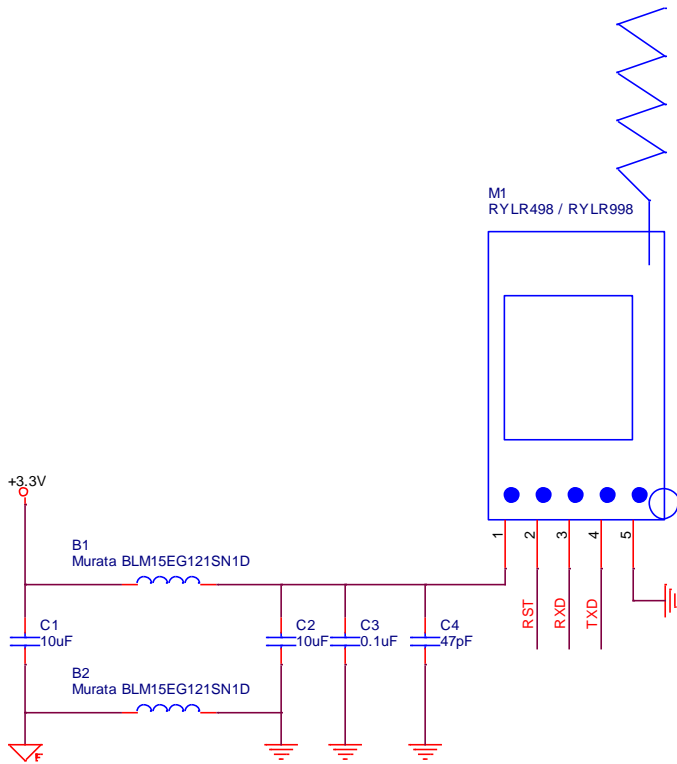 M1
RYLR498 / RYLR998
+3.3V
1
2
3
4
5
B1
Murata BLM15EG121SN1D
RST
RXD
TXD
C1
10uF
C2
10uF
C3
0.1uF
C4
47pF
B2
Murata BLM15EG121SN1D